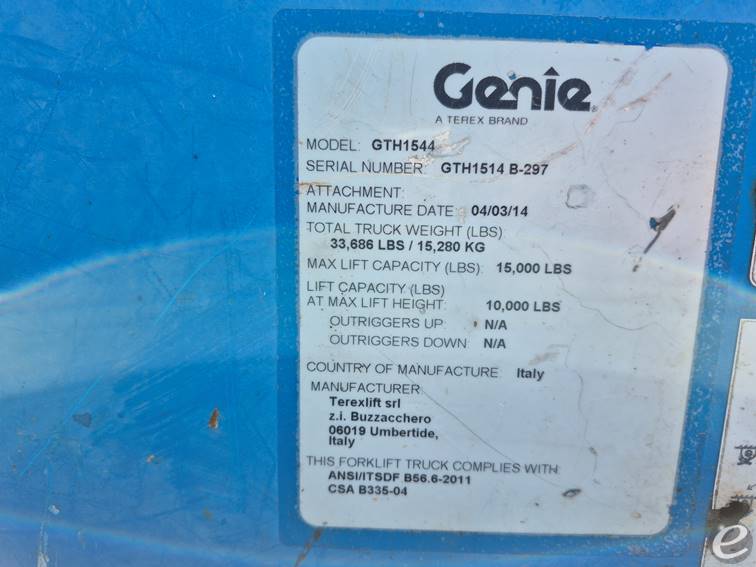 Genie
A TEREX BRAND
MODEL: GTH1544
SERIAL NUMBER: GTH1514 B-297
ATTACHMENT:
MANUFACTURE DATE: 04/03/14
TOTAL TRUCK WEIGHT (LBS):
33,686 LBS / 15,280 KG
MAX LIFT CAPACITY (LBS): 15,000 LBS
LIFT CAPACITY (LBS)
AT MAX LIFT HEIGHT: 10,000 LBS
OUTRIGGERS UP: N/A
OUTRIGGERS DOWN: N/A
COUNTRY OF MANUFACTURE: Italy
MANUFACTURER:
Terexlift srl
z.i. Buzzacchero
06019 Umbertide,
Italy
THIS FORKLIFT TRUCK COMPLIES WITH:
ANSI/ITSDF B56.6-2011
CSA B335-04
e